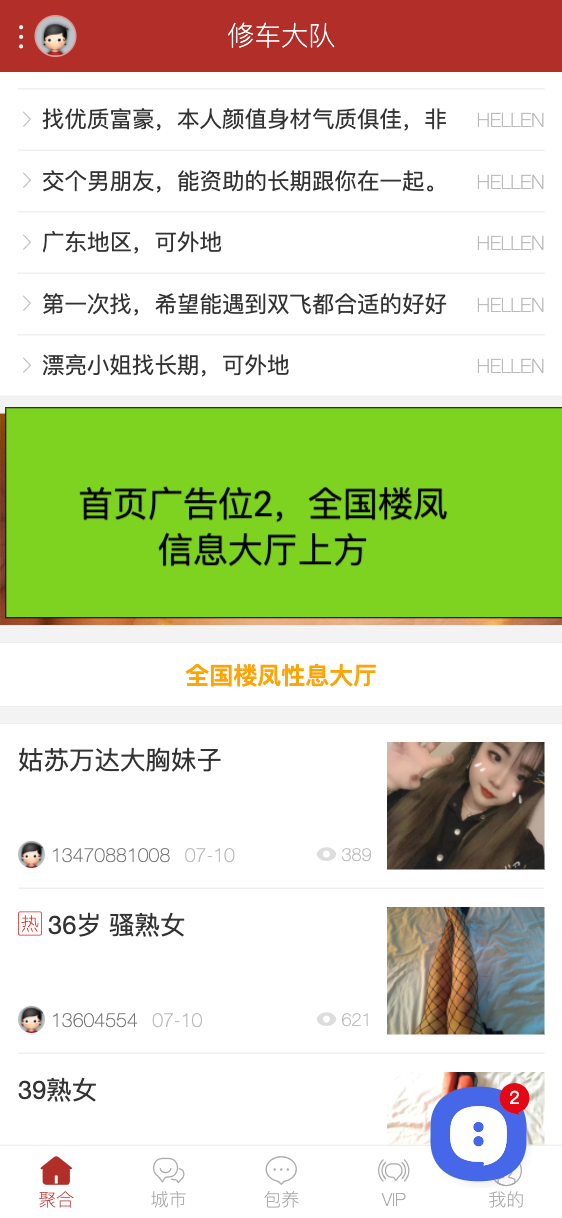 修车大队
找优质富豪，本人颜值身材气质俱佳，非
HELLEN
交个男朋友，能资助的长期跟你在一起。
HELLEN
广东地区，可外地
HELLEN
第一次找，希望能遇到双飞都合适的好好
HELLEN
漂亮小姐找长期，可外地
HELLEN
首页广告位2，全国楼凤
信息大厅上方
全国楼凤性息大厅
姑苏万达大胸妹子
13470881008 07-10 389
热 36岁 骚熟女
13604554 07-10 621
39熟女
2
聚合 城市 包养 VIP 我的